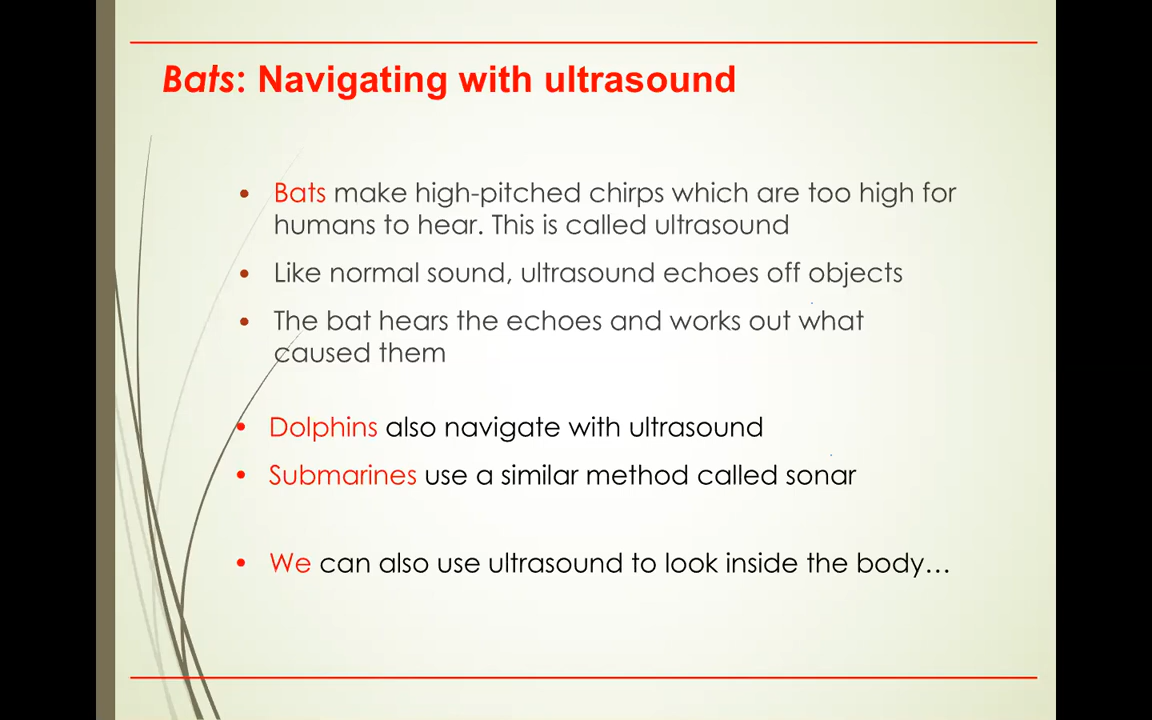 Bats: Navigating with ultrasound
• Bats make high-pitched chirps which are too high for
humans to hear. This is called ultrasound
• Like normal sound, ultrasound echoes off objects
• The bat hears the echoes and works out what
caused them
• Dolphins also navigate with ultrasound
• Submarines use a similar method called sonar
• We can also use ultrasound to look inside the body…